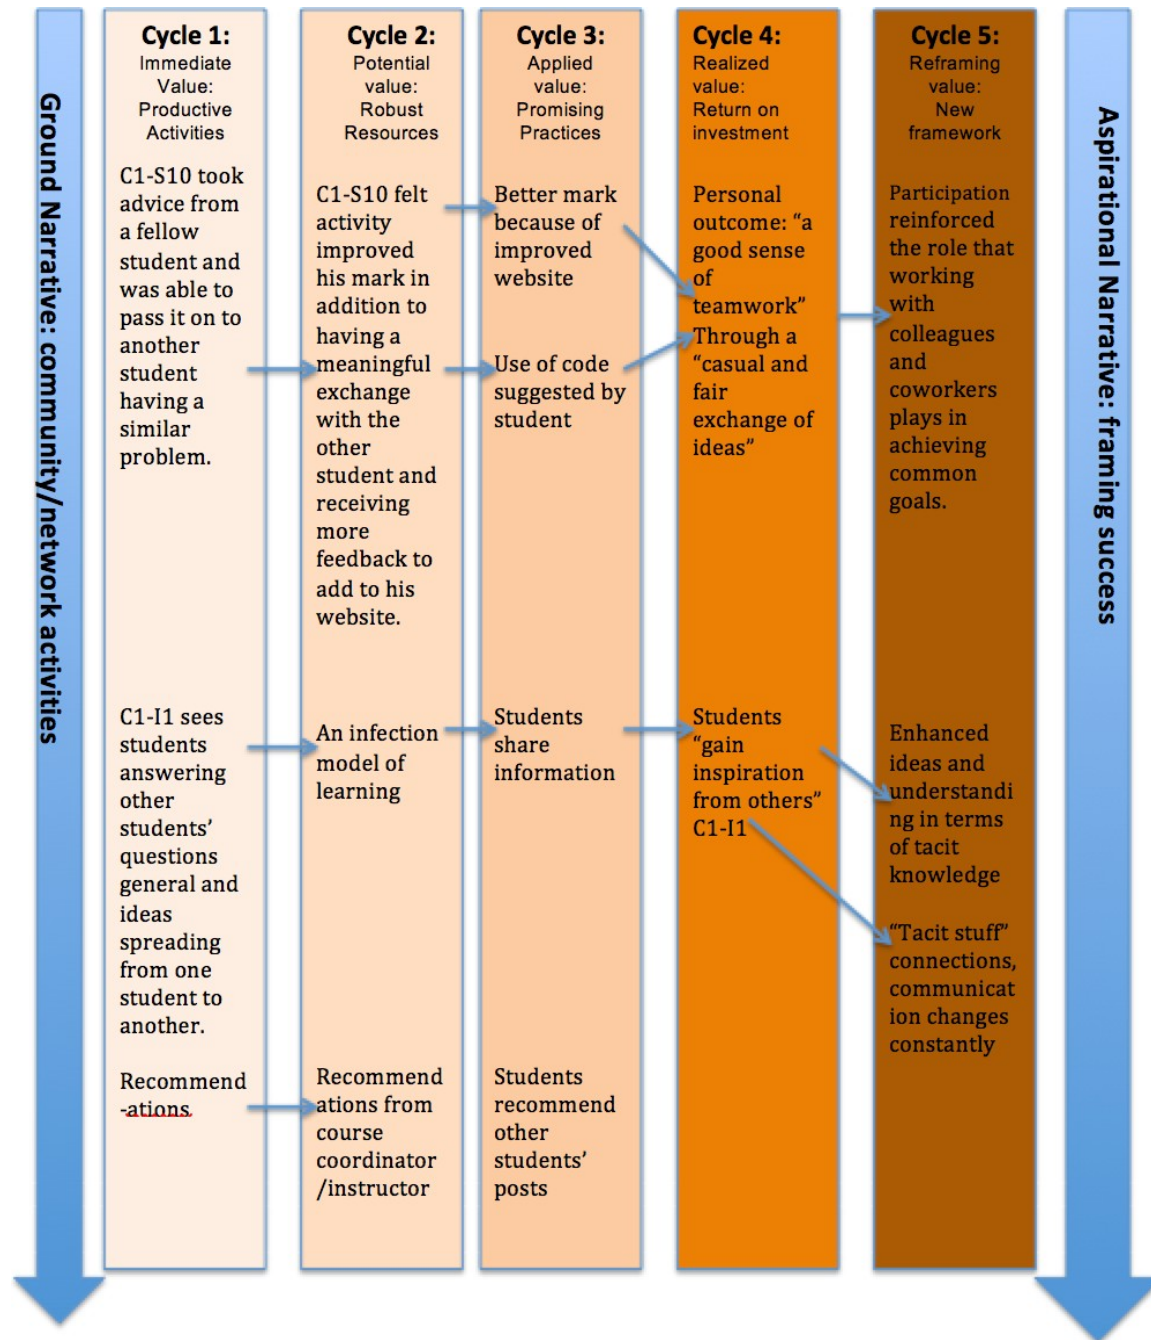 Ground Narrative: community/network activities
Cycle 1:
Immediate
Value:
Productive
Activities
C1-S10 took
advice from
a fellow
student and
was able to
pass it on to
another
student
having a
similar
problem.
C1-I1 sees
students
answering
other
students’
questions
general and
ideas
spreading
from one
student to
another.
Recommend
-ations
Cycle 2:
Potential
value:
Robust
Resources
C1-S10 felt
activity
improved
his mark in
addition to
having a
meaningful
exchange
with the
other
student and
receiving
more
feedback to
add to his
website.
An infection
model of
learning
Recommend
ations from
course
coordinator
/instructor
Cycle 3:
Applied
value:
Promising
Practices
Better mark
because of
improved
website
Use of code
suggested by
student
Students
share
information
Students
recommend
other
students’
posts
Cycle 4:
Realized
value:
Return on
investment
Personal
outcome: “a
good sense
of
teamwork”
Through a
“casual and
fair
exchange of
ideas”
Students
“gain
inspiration
from others”
C1-I1
Cycle 5:
Reframing
value:
New
framework
Participation
reinforced
the role that
working
with
colleagues
and
coworkers
plays in
achieving
common
goals.
Enhanced
ideas and
understandi
ng in terms
of tacit
knowledge
“Tacit stuff”
connections,
communicat
ion changes
constantly
Aspirational Narrative: framing success